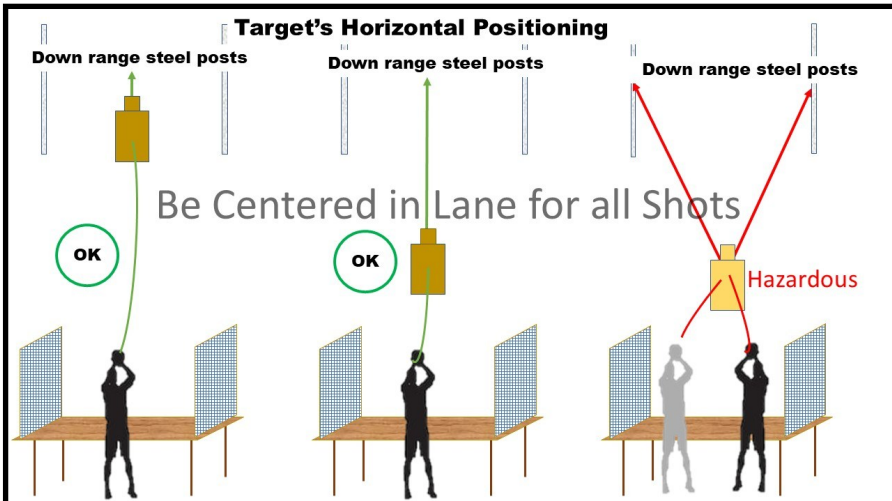 Target's Horizontal Positioning
Down range steel posts
Down range steel posts
Down range steel posts
Be Centered in Lane for all Shots
OK
OK
Hazardous